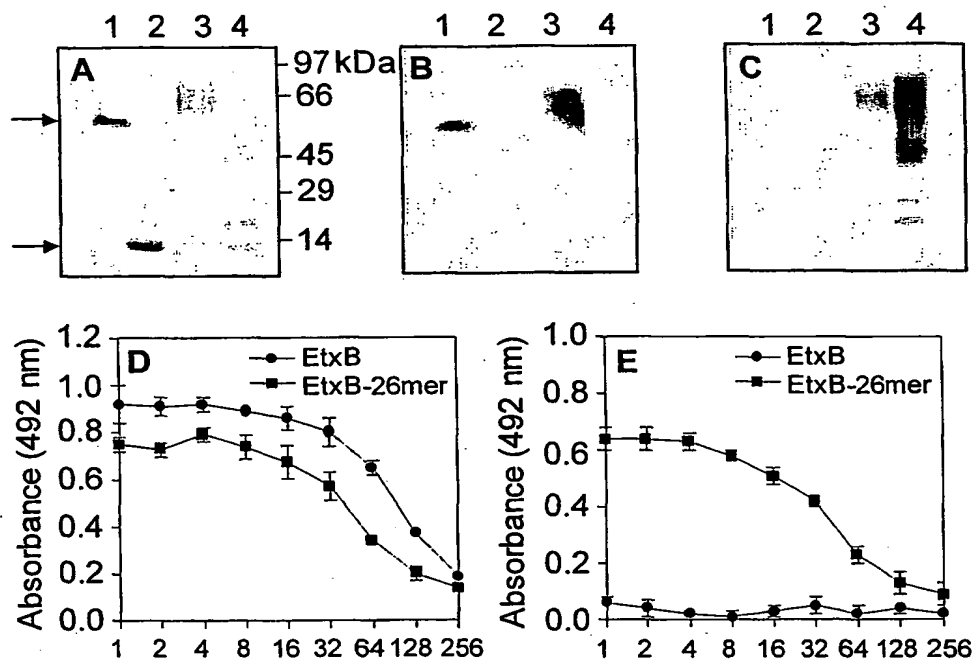 1 2 3 4
1 2 3 4
1 2 3 4
A
97 kDa
66
45
29
14
B
C
D
1.2
1.0
0.8
0.6
0.4
0.2
0.0
Absorbance (492 nm)
EtxB
EtxB-26mer
1 2 4 8 16 32 64 128 256
E
1.0
0.8
0.6
0.4
0.2
0.0
Absorbance (492 nm)
EtxB
EtxB-26mer
1 2 4 8 16 32 64 128 256